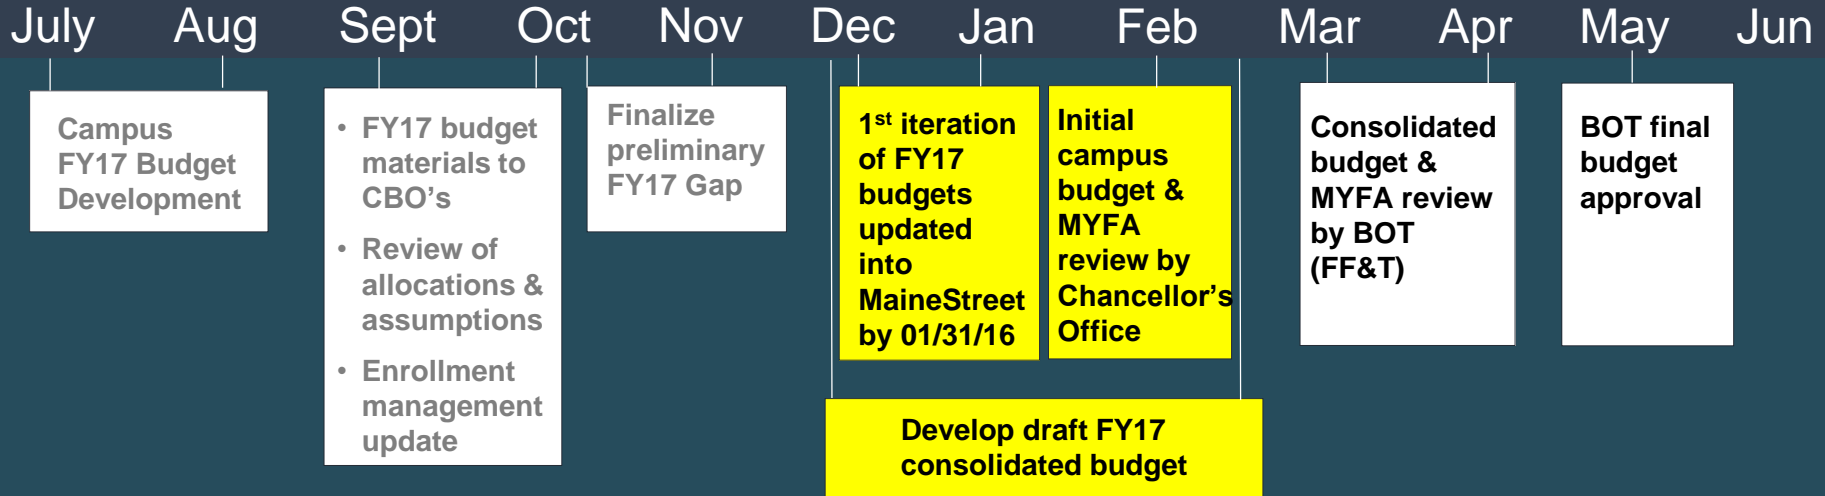 July Aug Sept Oct Nov Dec Jan Feb Mar Apr May Jun
Campus
FY17 Budget
Development
• FY17 budget
materials to
CBO's
• Review of
allocations &
assumptions
• Enrollment
management
update
Finalize
preliminary
FY17 Gap
1st iteration
of FY17
budgets
updated
into
MaineStreet
by 01/31/16
Initial
campus
budget &
MYFA
review by
Chancellor's
Office
Develop draft FY17
consolidated budget
Consolidated
budget &
MYFA review
by BOT
(FF&T)
BOT final
budget
approval